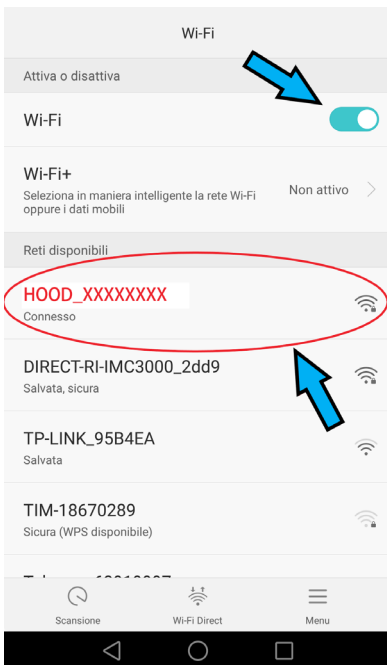 Wi-Fi
Attiva o disattiva
Wi-Fi
Wi-Fi+
Seleziona in maniera intelligente la rete Wi-Fi
oppure i dati mobili
Non attivo
Reti disponibili
HOOD_XXXXXXXX
Connesso
DIRECT-RI-IMC3000_2dd9
Salvata, sicura
TP-LINK_95B4EA
Salvata
TIM-18670289
Sicura (WPS disponibile)
Scansione
Wi-Fi Direct
Menu